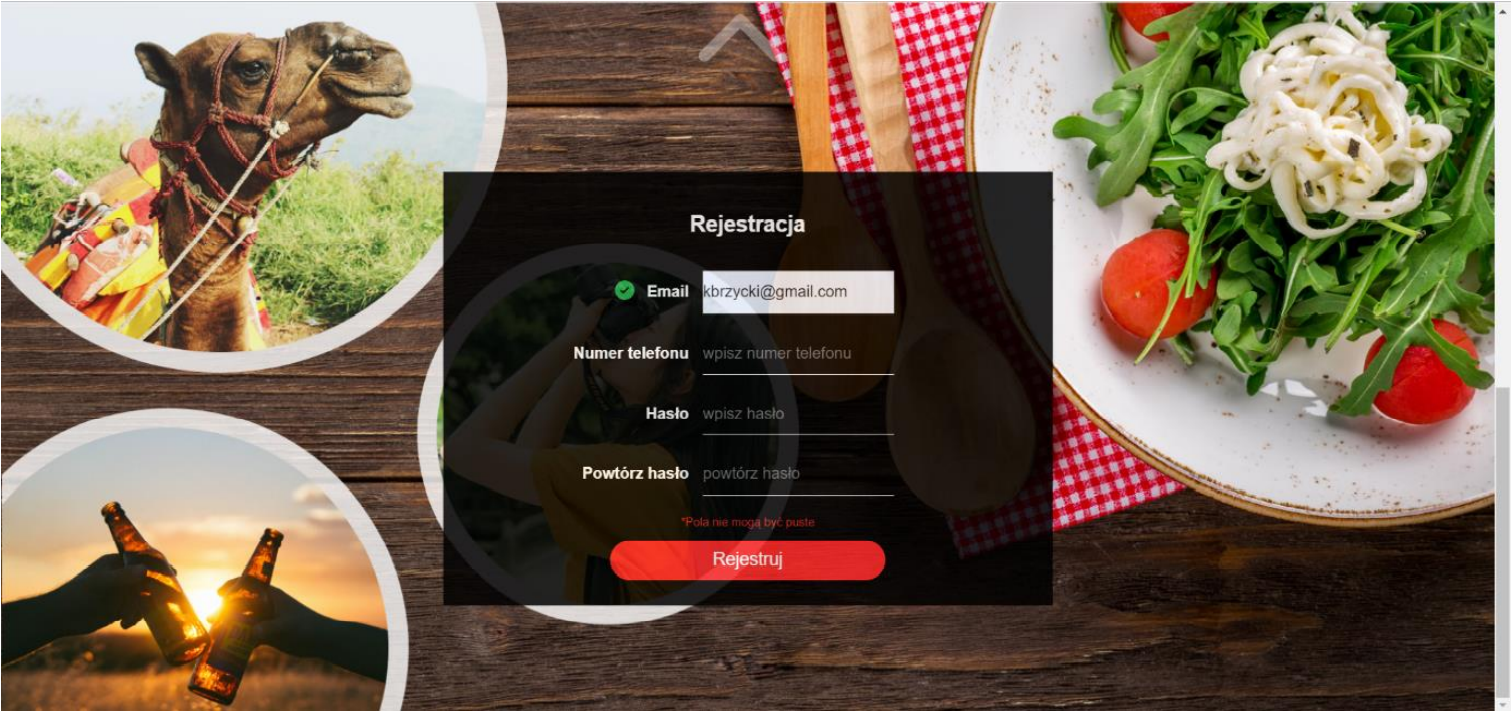 Rejestracja
Email kbrzycki@gmail.com
Numer telefonu wpisz numer telefonu
Hasło wpisz hasło
Powtórz hasło powtórz hasło
*Pola nie mogą być puste
Rejestruj